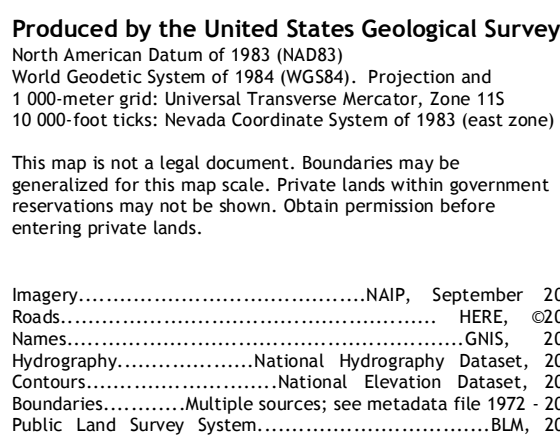 Produced by the United States Geological Survey
North American Datum of 1983 (NAD83)
World Geodetic System of 1984 (WGS84). Projection and
1 000-meter grid: Universal Transverse Mercator, Zone 11S
10 000-foot ticks: Nevada Coordinate System of 1983 (east zone)
This map is not a legal document. Boundaries may be
generalized for this map scale. Private lands within government
reservations may not be shown. Obtain permission before
entering private lands.
Imagery.......................................NAIP, September
Roads................................................... HERE,
Names.....................................................GNIS,
Hydrography...................National Hydrography Dataset,
Contours...........................National Elevation Dataset,
Boundaries............Multiple sources; see metadata file 1972 -
Public Land Survey System................................BLM,